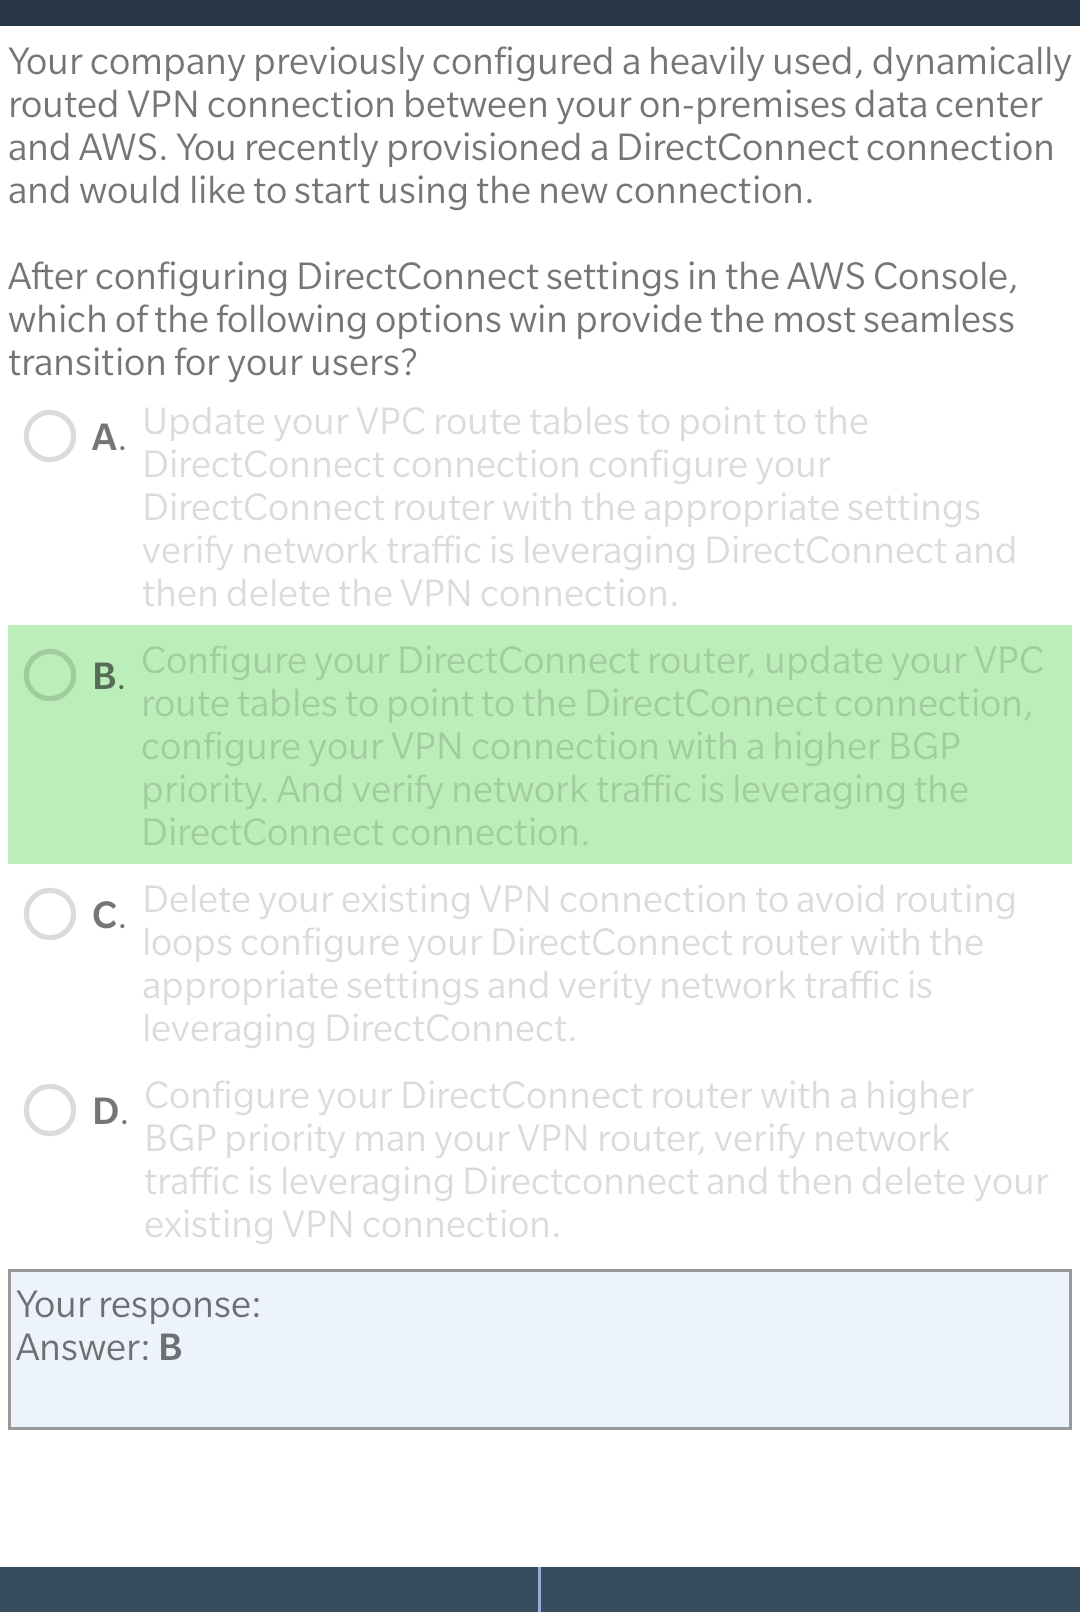 Your company previously configured a heavily used, dynamically
routed VPN connection between your on-premises data center
and AWS. You recently provisioned a DirectConnect connection
and would like to start using the new connection.
After configuring DirectConnect settings in the AWS Console,
which of the following options win provide the most seamless
transition for your users?
A. Update your VPC route tables to point to the
DirectConnect connection configure your
DirectConnect router with the appropriate settings
verify network traffic is leveraging DirectConnect and
then delete the VPN connection.
B. Configure your DirectConnect router, update your VPC
route tables to point to the DirectConnect connection,
configure your VPN connection with a higher BGP
priority. And verify network traffic is leveraging the
DirectConnect connection.
C. Delete your existing VPN connection to avoid routing
loops configure your DirectConnect router with the
appropriate settings and verity network traffic is
leveraging DirectConnect.
D. Configure your DirectConnect router with a higher
BGP priority man your VPN router, verify network
traffic is leveraging Directconnect and then delete your
existing VPN connection.
Your response:
Answer: B